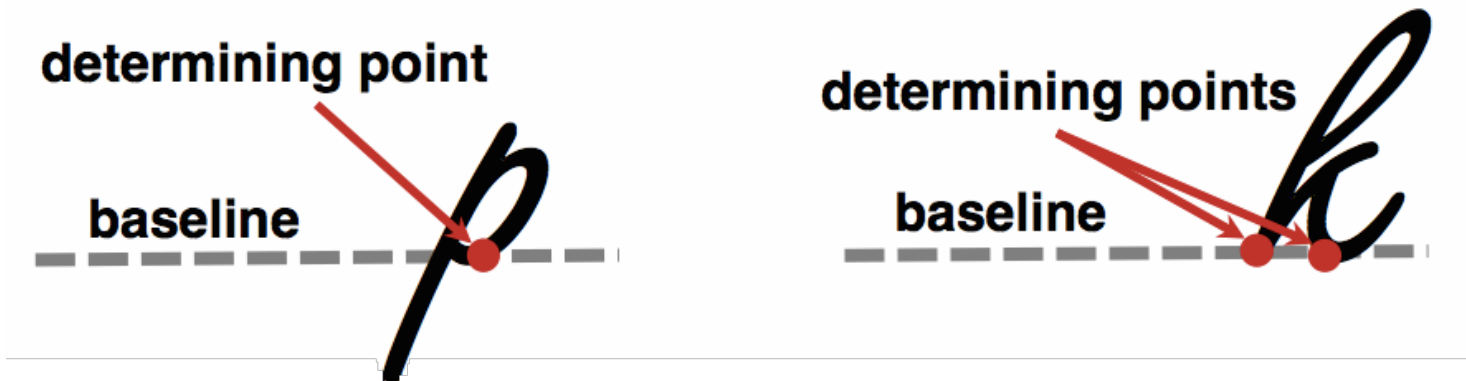 determining point
baseline
p
determining points
baseline
k